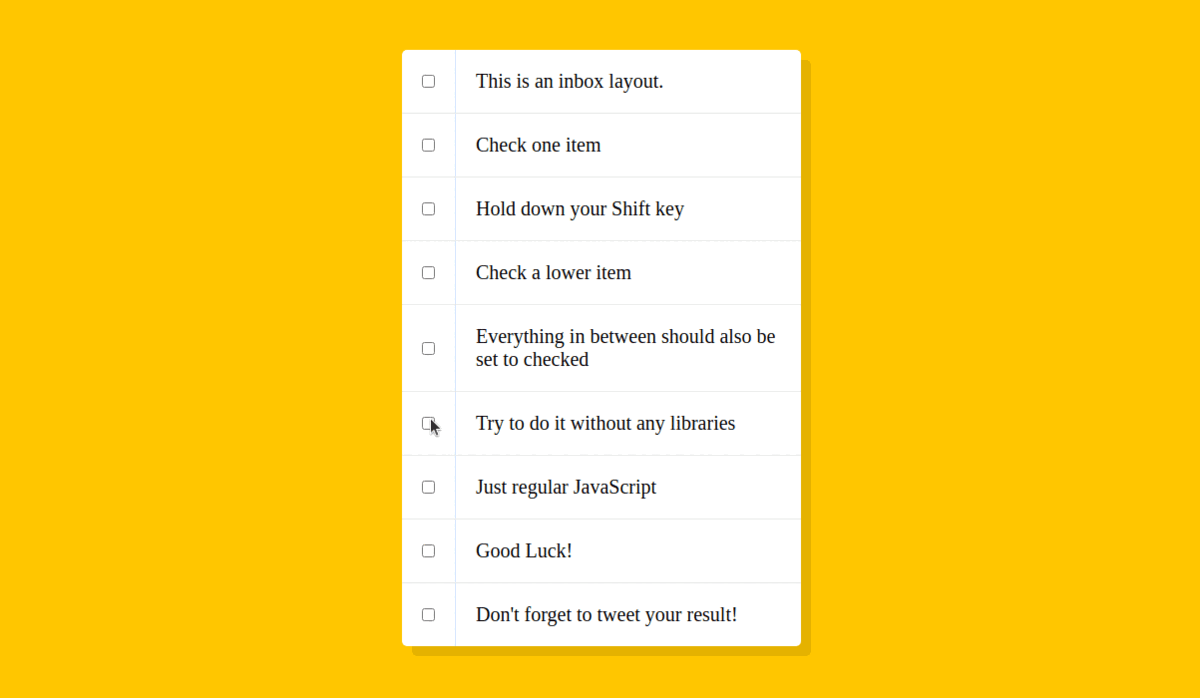 This is an inbox layout.
Check one item
Hold down your Shift key
Check a lower item
Everything in between should also be
set to checked
Try to do it without any libraries
Just regular JavaScript
Good Luck!
Don't forget to tweet your result!